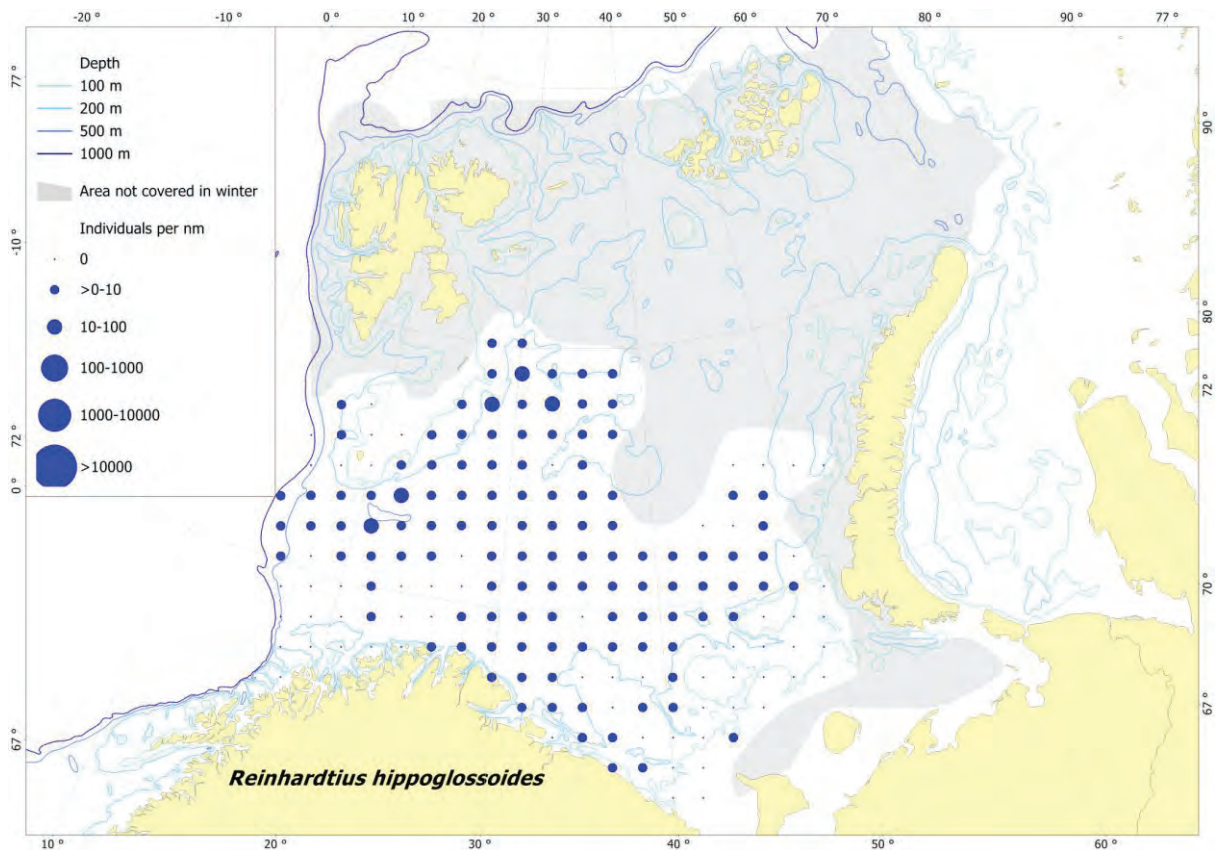 -20 ° -10 ° 0 ° 10 ° 20 ° 30 ° 40 ° 50 ° 60 ° 70 ° 80 ° 90 ° 77 °
Depth
100 m
200 m
500 m
1000 m
Area not covered in winter
Individuals per nm
0
>0-10
10-100
100-1000
1000-10000
>10000
77 °
-10 °
72 °
0 °
67 °
90 °
80 °
72 °
70 °
67 °
90 °
Reinhardtius hippoglossoides
10 ° 20 ° 30 ° 40 ° 50 ° 60 °